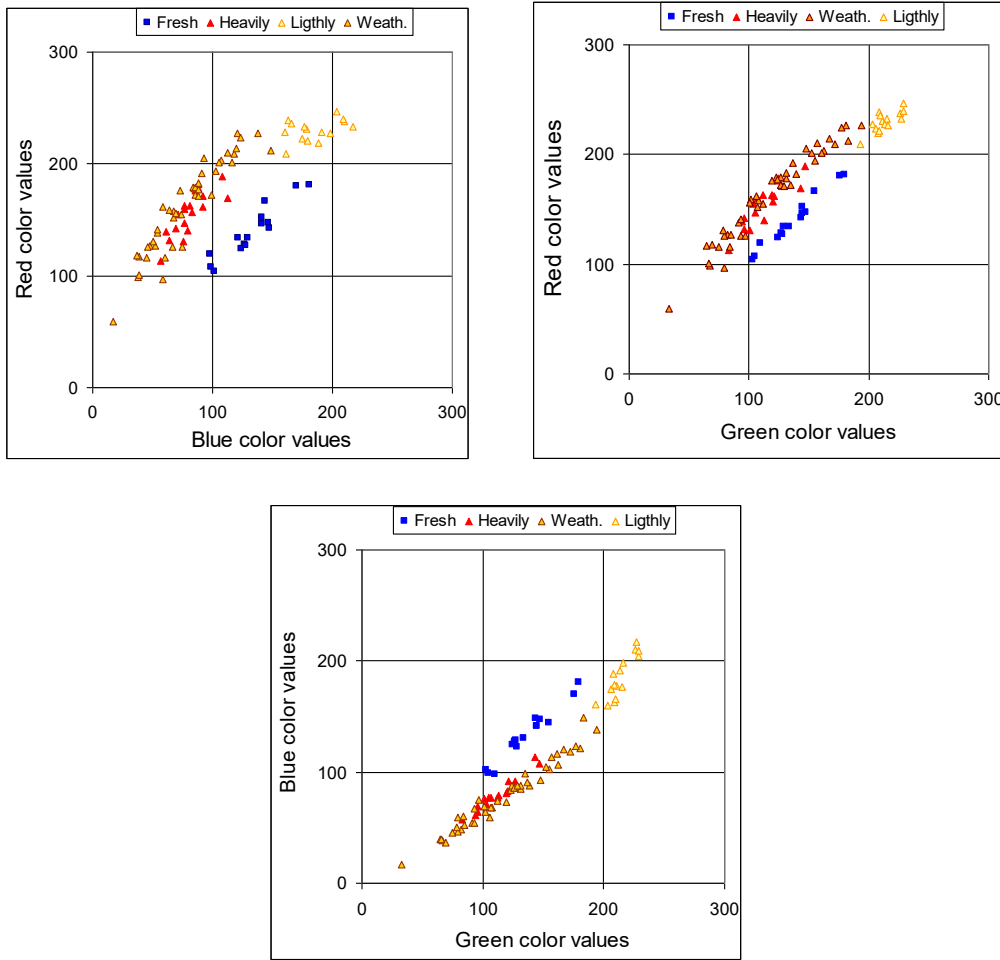 Fresh Heavily Ligthly Weath.
300
200
100
0
Red color values
0 100 200 300
Blue color values
Fresh Heavily Weath. Ligthly
300
200
100
0
Red color values
0 100 200 300
Green color values
Fresh Heavily Weath. Ligthly
300
200
100
0
Blue color values
0 100 200 300
Green color values